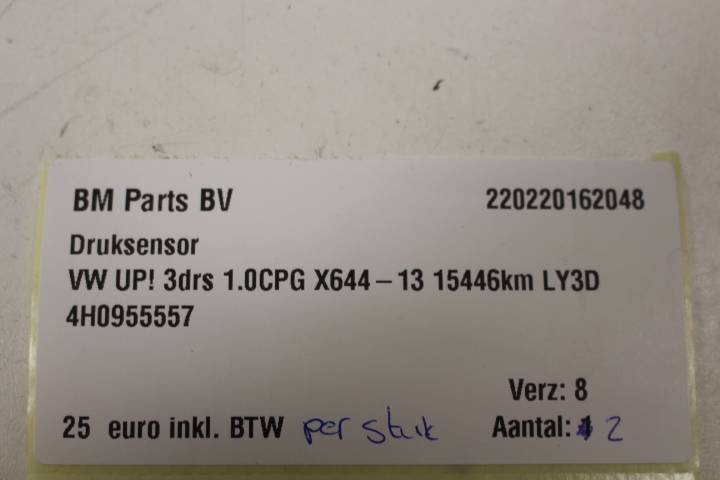 BM Parts BV 220220162048
Druksensor
VW UP! 3drs 1.0CPG X644 – 13 15446km LY3D
4H0955557
Verz: 8
25 euro inkl. BTW per stuk Aantal: 1 2